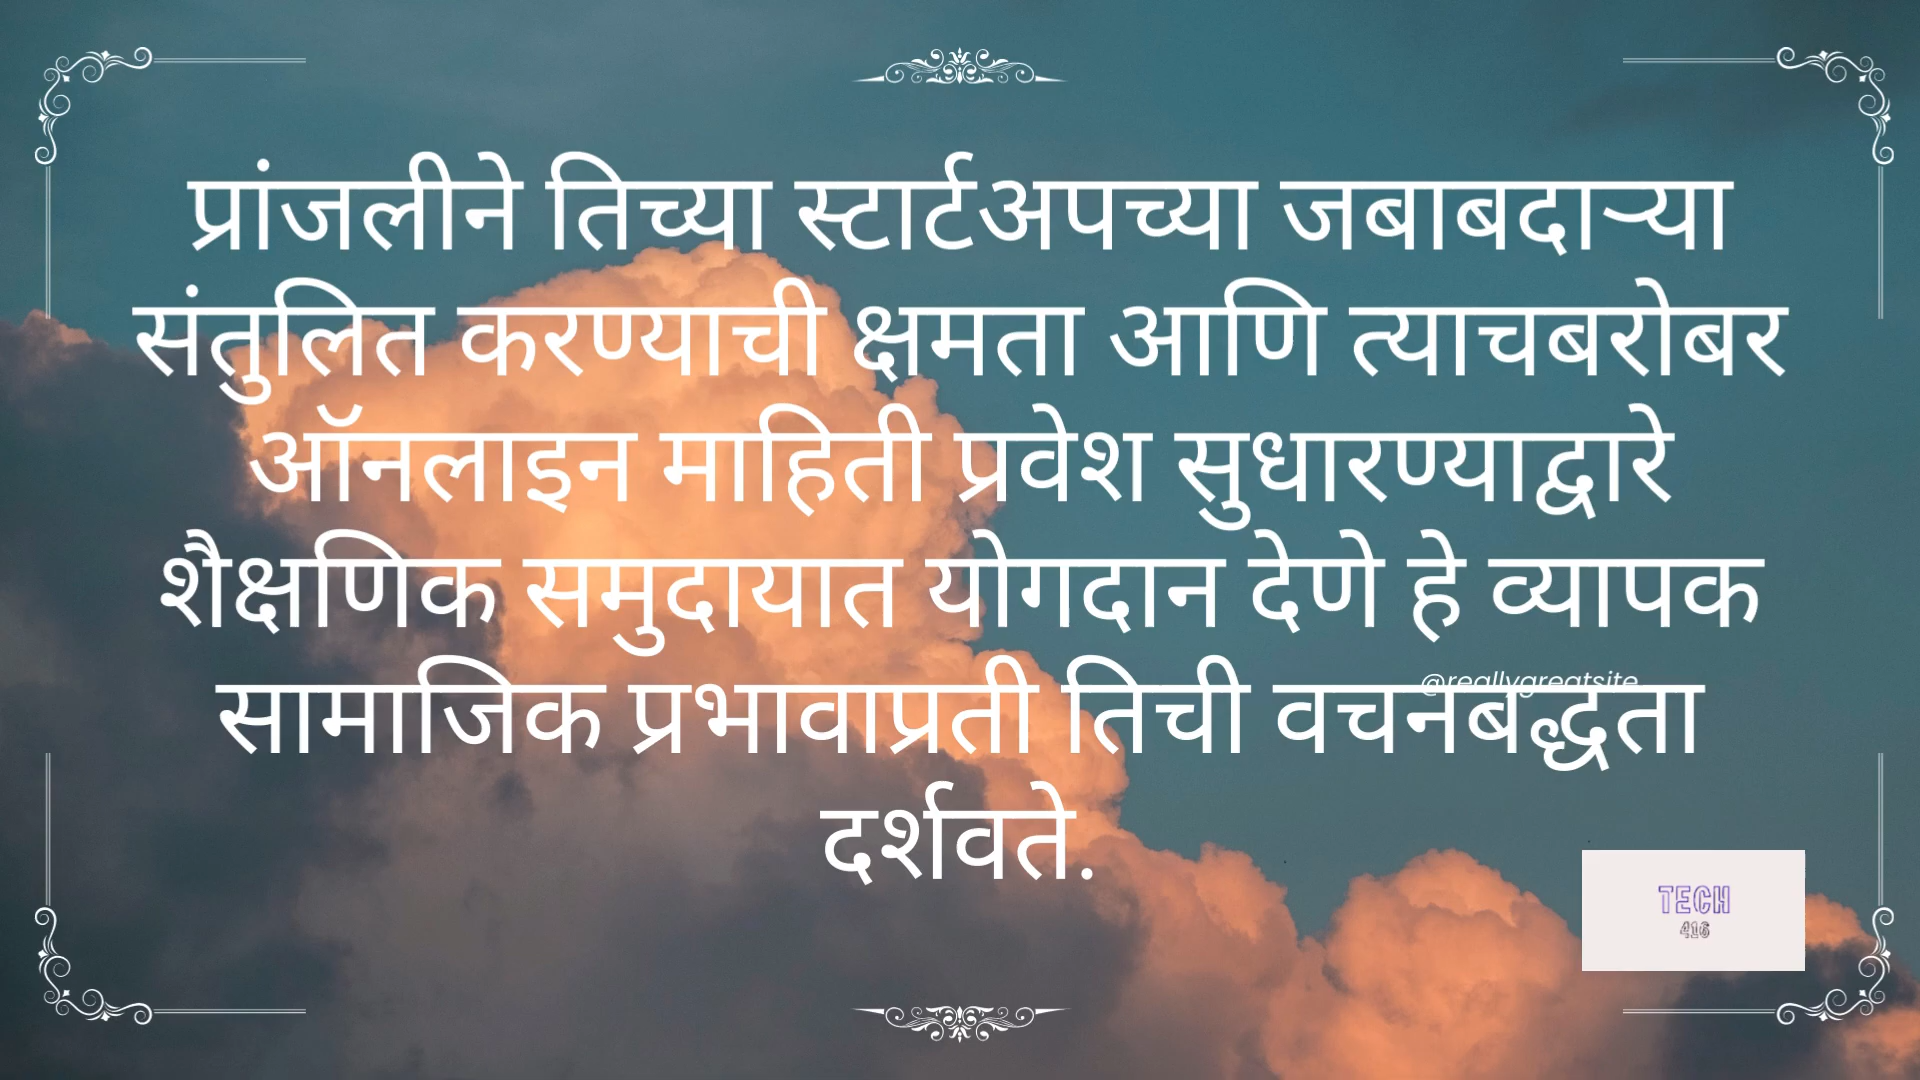 प्रांजलीने तिच्या स्टार्टअपच्या जबाबदाऱ्या
संतुलित करण्याची क्षमता आणि त्याचबरोबर
ऑनलाइन माहिती प्रवेश सुधारण्याद्वारे
शैक्षणिक समुदायात योगदान देणे हे व्यापक
@reallygreatsite
सामाजिक प्रभावाप्रती तिची वचनबद्धता
दर्शवते.
TECH
416